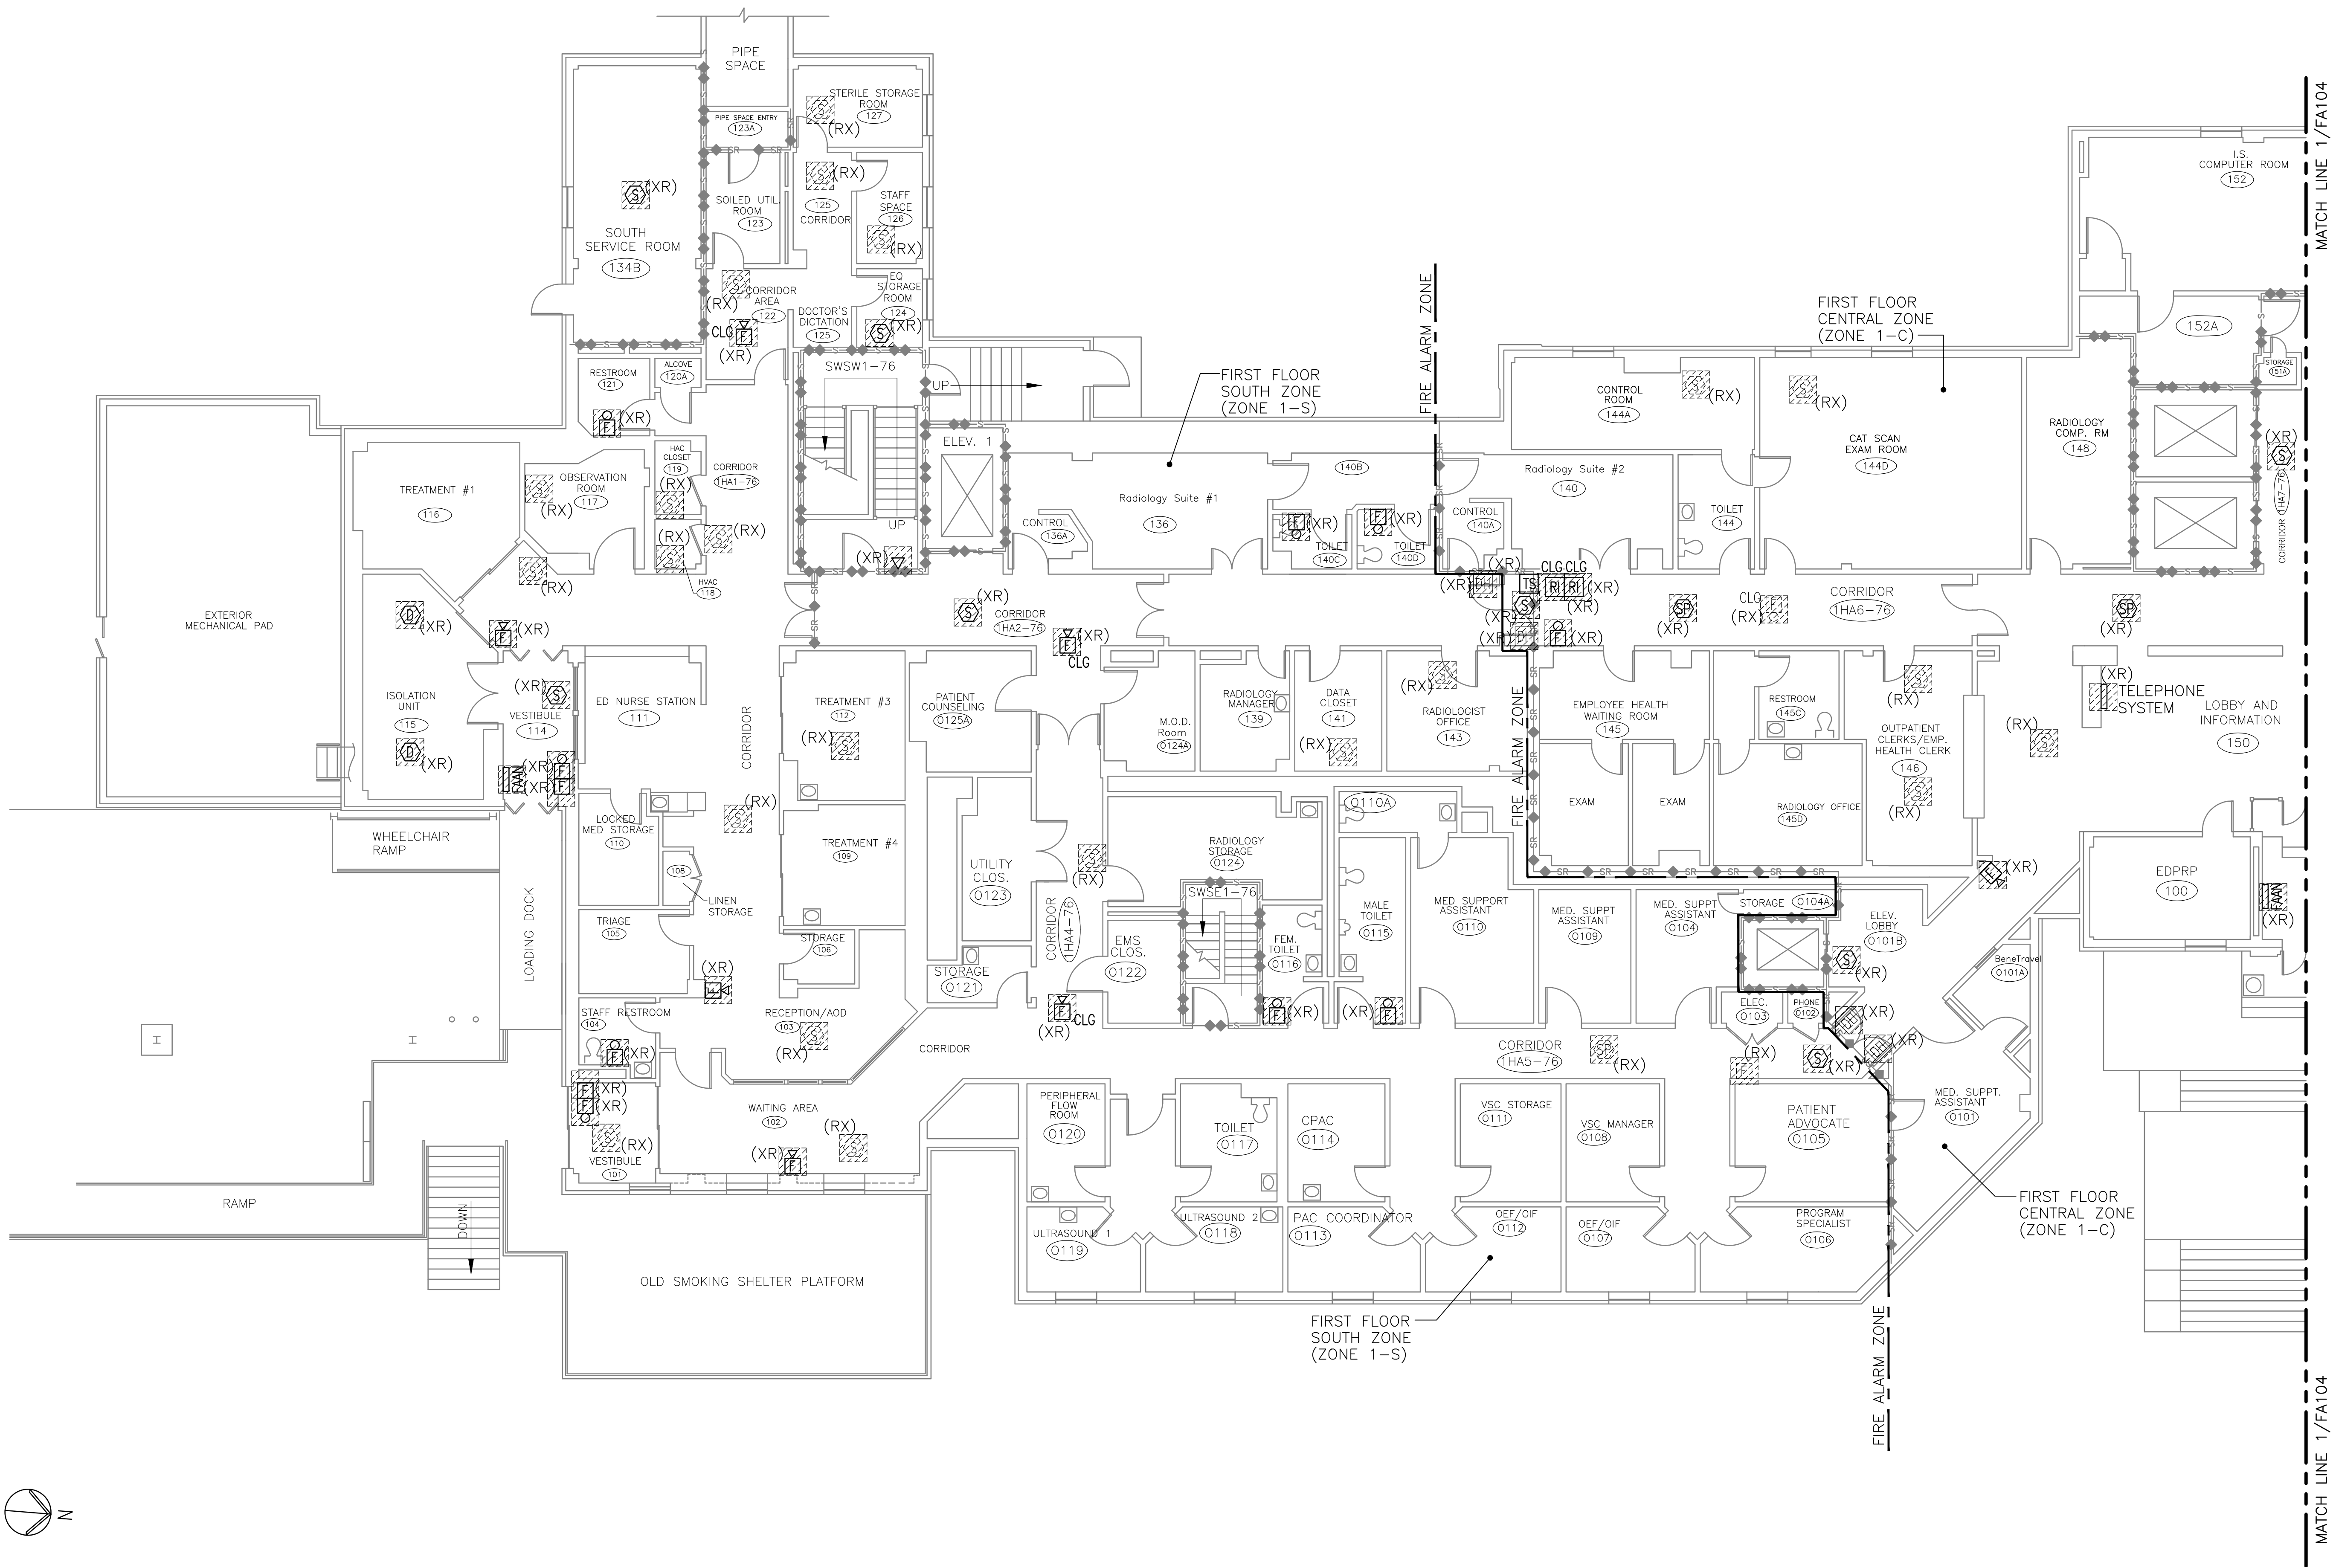 PIPE
SPACE
STERILE STORAGE
ROOM
127
S
(RX)
PIPE SPACE ENTRY
123A
MATCH LINE 1/FA104
I.S.
COMPUTER ROOM
152
S
(XR)
SOUTH
SERVICE ROOM
134B
SOILED UTIL.
ROOM
123
S
(RX)
125
CORRIDOR
STAFF
SPACE
126
S
(RX)
CORRIDOR
AREA
122
S
(RX)
CLG
F
(XR)
DOCTOR'S
DICTATION
125
EQ
STORAGE
ROOM
124
S
(XR)
FIRE ALARM ZONE
FIRST FLOOR
CENTRAL ZONE
(ZONE 1-C)
152A
STORAGE
151A
RESTROOM
121
F
(XR)
ALCOVE
120A
SWSW1-76
UP
UP
FIRST FLOOR
SOUTH ZONE
(ZONE 1-S)
CONTROL
ROOM
144A
S
(RX)
S
(RX)
CAT SCAN
EXAM ROOM
144D
RADIOLOGY
COMP. RM
148
(XR)
S
CORRIDOR 1HA7-76
TREATMENT #1
116
OBSERVATION
ROOM
117
S
(RX)
HAC
CLOSET
119
(RX)
S
CORRIDOR
1HA1-76
S
(RX)
(RX)
S
HVAC
118
ELEV. 1
CONTROL
136A
Radiology Suite #1
136
140B
F
(XR)
TOILET
140C
F
(XR)
TOILET
140D
CONTROL
140A
Radiology Suite #2
140
TOILET
144
S
(RX)
(XR)
EXTERIOR
MECHANICAL PAD
D
(XR)
F
(XR)
S
(XR)
CORRIDOR
1HA2-76
F
(XR)
CLG
(XR)
DH
(XR)
TS
CLG CLG
RI
RI
(XR)
(XR)
S
(XR)
(XR)
DH
F
(XR)
SP
(XR)
CLG
(RX)
F
CORRIDOR
1HA6-76
SP
(XR)
ISOLATION
UNIT
115
D
(XR)
(XR)
S
VESTIBULE
114
FAAN
(XR)
F
(XR)
F
ED NURSE STATION
111
CORRIDOR
TREATMENT #3
112
(RX)
S
PATIENT
COUNSELING
0125A
M.O.D.
Room
0124A
RADIOLOGY
MANAGER
139
DATA
CLOSET
141
(RX)
S
RADIOLOGIST
OFFICE
143
(RX)
S
FIRE ALARM ZONE
EMPLOYEE HEALTH
WAITING ROOM
145
RESTROOM
145C
S
(RX)
OUTPATIENT
CLERKS/EMP.
HEALTH CLERK
146
S
(RX)
(XR)
TELEPHONE
SYSTEM
LOBBY AND
INFORMATION
150
(RX)
S
EXAM
EXAM
RADIOLOGY OFFICE
145D
WHEELCHAIR
RAMP
LOADING DOCK
LOCKED
MED STORAGE
110
108
LINEN
STORAGE
(RX)
S
TREATMENT #4
109
UTILITY
CLOS.
0123
S
(RX)
RADIOLOGY
STORAGE
0124
SWSE1-76
0110A
F
(XR)
EDPRP
100
FAAN
(XR)
TRIAGE
105
STORAGE
106
CORRIDOR
1HA4-76
STORAGE
0121
EMS
CLOS.
0122
FEM.
TOILET
0116
MALE
TOILET
0115
MED SUPPORT
ASSISTANT
0110
MED. SUPPT
ASSISTANT
0109
MED. SUPPT
ASSISTANT
0104
STORAGE
0104A
ELEV.
LOBBY
0101B
S
(XR)
BeneTravel
0101A
(XR)
F
F
(XR)
CLG
F
(XR)
(XR)
F
ELEC.
0103
PHONE
0102
(XR)
DH
(XR)
DH
STAFF RESTROOM
104
F
(XR)
RECEPTION/AOD
103
S
(RX)
CORRIDOR
CORRIDOR
1HA5-76
SP
(RX)
(RX)
F
S
(XR)
H
H
F
(XR)
F
(XR)
S
(RX)
VESTIBULE
101
WAITING AREA
102
(XR)
F
(RX)
S
PERIPHERAL
FLOW
ROOM
0120
TOILET
0117
CPAC
0114
VSC STORAGE
0111
VSC MANAGER
0108
PATIENT
ADVOCATE
0105
MED. SUPPT.
ASSISTANT
0101
RAMP
DOWN
ULTRASOUND 1
0119
ULTRASOUND 2
0118
PAC COORDINATOR
0113
OEF/OIF
0112
OEF/OIF
0107
PROGRAM
SPECIALIST
0106
FIRST FLOOR
CENTRAL ZONE
(ZONE 1-C)
OLD SMOKING SHELTER PLATFORM
FIRST FLOOR
SOUTH ZONE
(ZONE 1-S)
FIRE ALARM ZONE
MATCH LINE 1/FA104
N